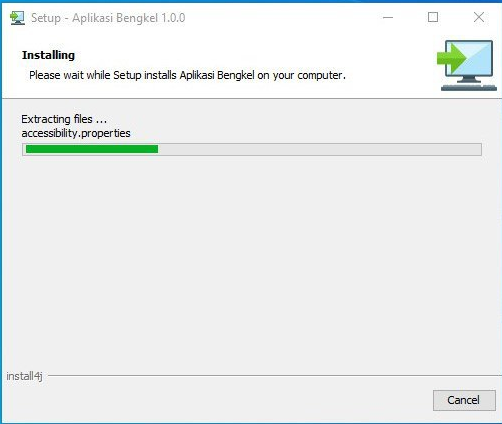 Setup - Aplikasi Bengkel 1.0.0
Installing
Please wait while Setup installs Aplikasi Bengkel on your computer.
Extracting files ...
accessibility.properties
install4j
Cancel